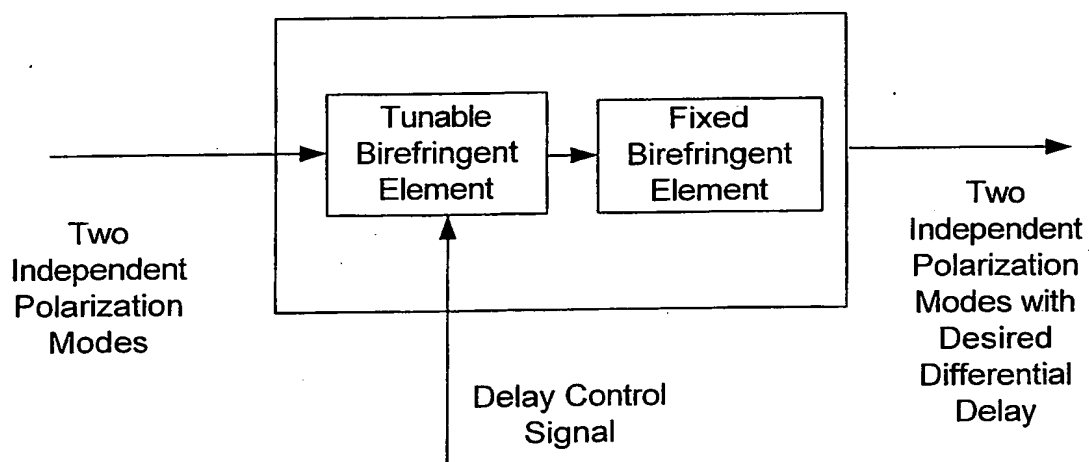 Tunable
Birefringent
Element
Fixed
Birefringent
Element
Two
Independent
Polarization
Modes
Two
Independent
Polarization
Modes with
Desired
Differential
Delay
Delay Control
Signal